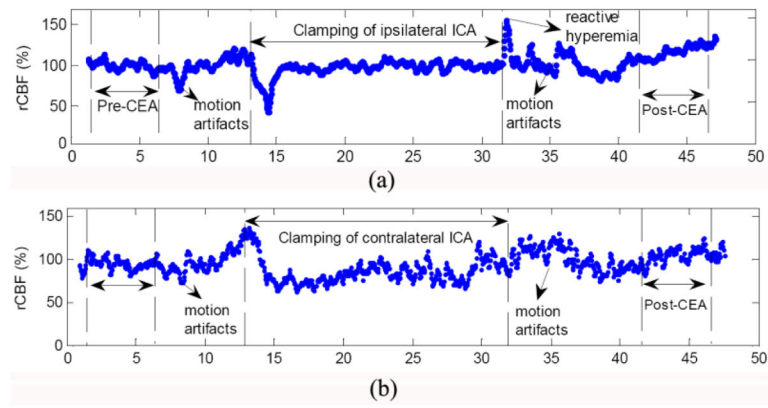 150
100
50
0
rCBF (%)
Clamping of ipsilateral ICA
reactive
hyperemia
Pre-CEA
motion
artifacts
motion
artifacts
Post-CEA
0 5 10 15 20 25 30 35 40 45 50
(a)
150
100
50
0
rCBF (%)
Clamping of contralateral ICA
motion
artifacts
motion
artifacts
Post-CEA
0 5 10 15 20 25 30 35 40 45 50
(b)